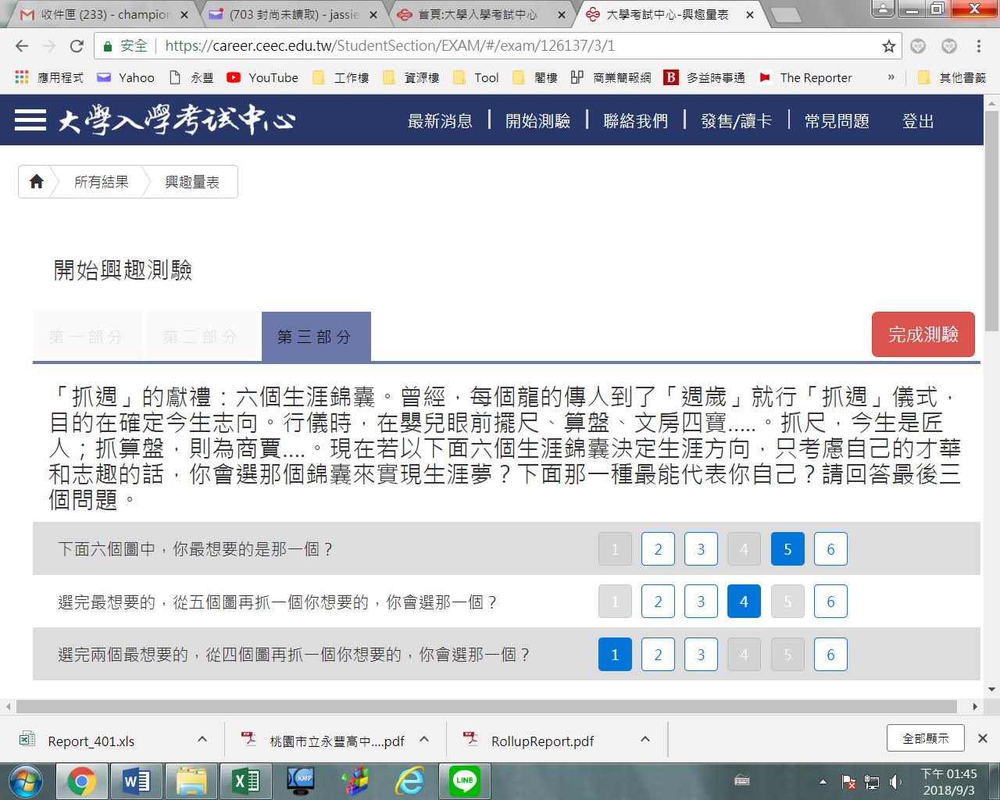 收件匣 (233) - champion
(703 封尚未讀取) - jassie
首頁:大學入學考試中心
大學考試中心-興趣量表
安全
https://career.ceec.edu.tw/StudentSection/EXAM/#/exam/126137/3/1
應用程式
Yahoo
永豐
YouTube
工作樓
資源樓
Tool
閣樓
商業簡報網
B
多益時事通
The Reporter
»
其他書籤
大學入學考試中心
最新消息
開始測驗
聯絡我們
發售/讀卡
常見問題
登出
所有結果
興趣量表
開始興趣測驗
第一部分
第二部分
第三部分
完成測驗
「抓週」的獻禮：六個生涯錦囊。曾經，每個龍的傳人到了「週歲」就行「抓週」儀式，
目的在確定今生志向。行儀時，在嬰兒眼前擺尺、算盤、文房四寶.....。抓尺，今生是匠
人；抓算盤，則為商賈....。現在若以下面六個生涯錦囊決定生涯方向，只考慮自己的才華
和志趣的話，你會選那個錦囊來實現生涯夢？下面那一種最能代表你自己？請回答最後三
個問題。
下面六個圖中，你最想要的是那一個？ 1 2 3 4 5 6
選完最想要的，從五個圖再抓一個你想要的，你會選那一個？ 1 2 3 4 5 6
選完兩個最想要的，從四個圖再抓一個你想要的，你會選那一個？ 1 2 3 4 5 6
Report_401.xls
桃園市立永豐高中....pdf
RollupReport.pdf
全部顯示
KMP
LINE
下午 01:45
2018/9/3